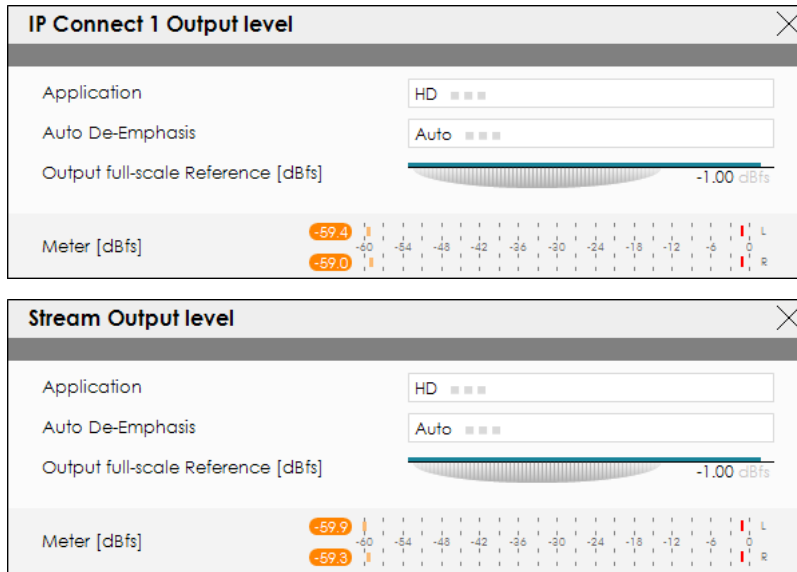 IP Connect 1 Output level
Application HD
Auto De-Emphasis Auto
Output full-scale Reference [dBfs] -1.00 dBfs
-59.4 L
Meter [dBfs] -60 -54 -48 -42 -36 -30 -24 -18 -12 -6 0
-59.0 R
Stream Output level
Application HD
Auto De-Emphasis Auto
Output full-scale Reference [dBfs] -1.00 dBfs
-59.9 L
Meter [dBfs] -60 -54 -48 -42 -36 -30 -24 -18 -12 -6 0
-59.3 R